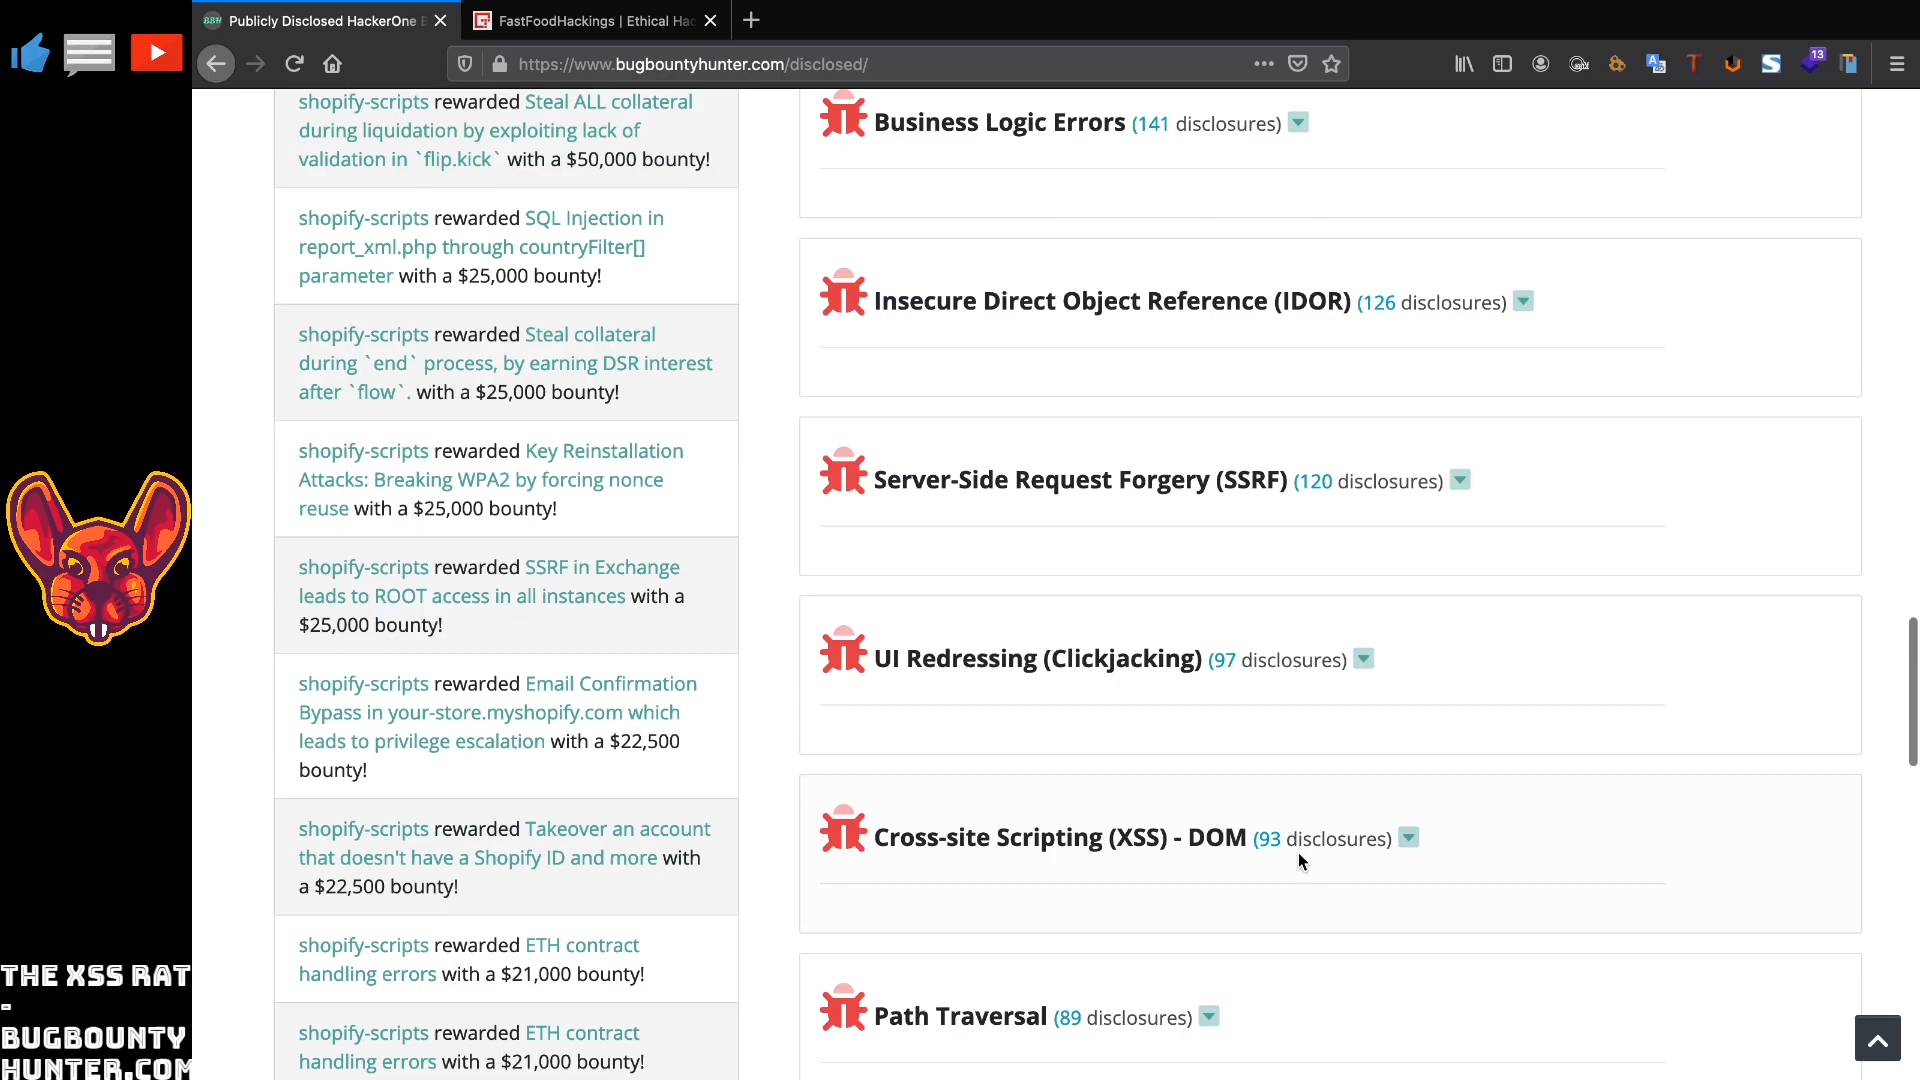 Publicly Disclosed HackerOne
FastFoodHackings | Ethical Hac
https://www.bugbountyhunter.com/disclosed/
13
shopify-scripts rewarded Steal ALL collateral
during liquidation by exploiting lack of
validation in `flip.kick` with a $50,000 bounty!
shopify-scripts rewarded SQL Injection in
report_xml.php through countryFilter[]
parameter with a $25,000 bounty!
shopify-scripts rewarded Steal collateral
during `end` process, by earning DSR interest
after `flow`. with a $25,000 bounty!
shopify-scripts rewarded Key Reinstallation
Attacks: Breaking WPA2 by forcing nonce
reuse with a $25,000 bounty!
shopify-scripts rewarded SSRF in Exchange
leads to ROOT access in all instances with a
$25,000 bounty!
shopify-scripts rewarded Email Confirmation
Bypass in your-store.myshopify.com which
leads to privilege escalation with a $22,500
bounty!
shopify-scripts rewarded Takeover an account
that doesn't have a Shopify ID and more with
a $22,500 bounty!
shopify-scripts rewarded ETH contract
handling errors with a $21,000 bounty!
shopify-scripts rewarded ETH contract
handling errors with a $21,000 bounty!
Business Logic Errors (141 disclosures)
Insecure Direct Object Reference (IDOR) (126 disclosures)
Server-Side Request Forgery (SSRF) (120 disclosures)
UI Redressing (Clickjacking) (97 disclosures)
Cross-site Scripting (XSS) - DOM (93 disclosures)
Path Traversal (89 disclosures)
THE XSS RAT
-
BUGBOUNTY
HUNTER.COM